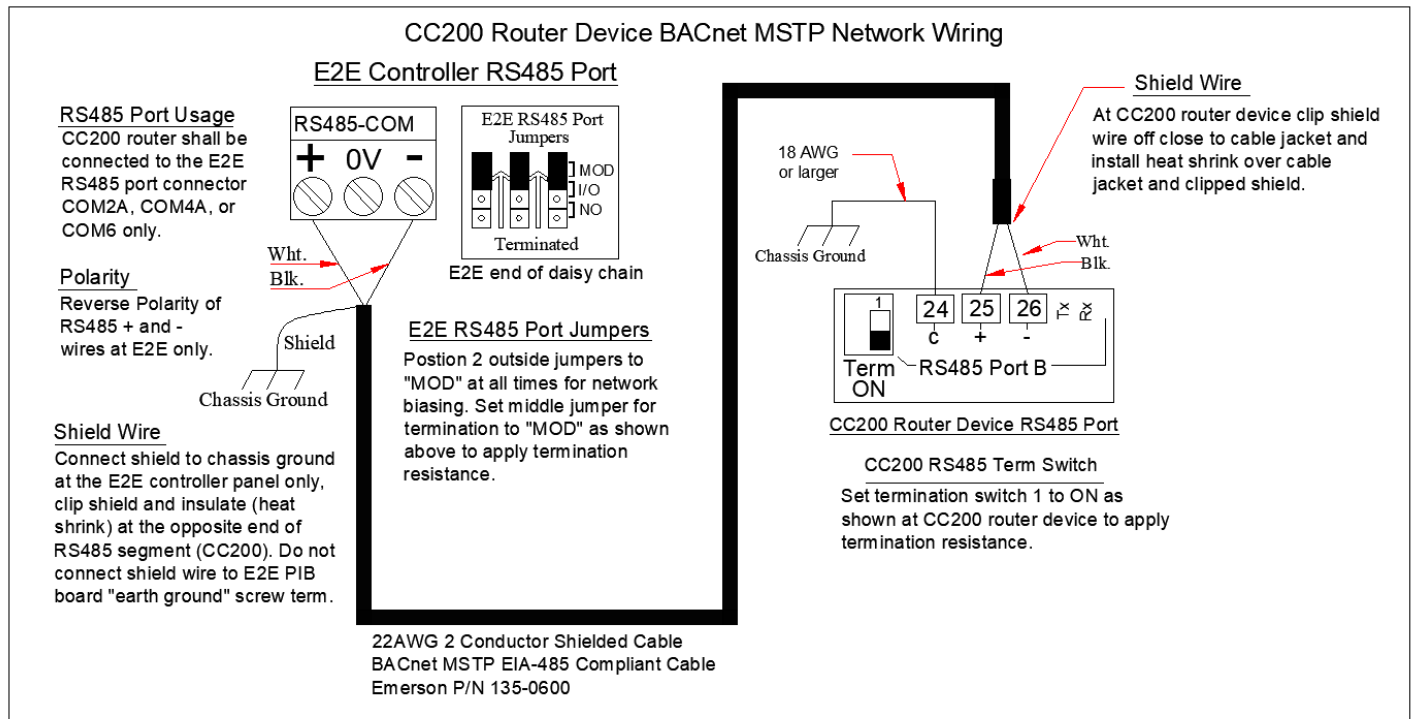 CC200 Router Device BACnet MSTP Network Wiring
E2E Controller RS485 Port
RS485 Port Usage
CC200 router shall be
connected to the E2E
RS485 port connector
COM2A, COM4A, or
COM6 only.
Polarity
Reverse Polarity of
RS485 + and -
wires at E2E only.
RS485-COM
+ 0V -
Wht.
Blk.
Shield
Chassis Ground
E2E RS485 Port
Jumpers
MOD
I/O
NO
Terminated
E2E end of daisy chain
E2E RS485 Port Jumpers
Postion 2 outside jumpers to
"MOD" at all times for network
biasing. Set middle jumper for
termination to "MOD" as shown
above to apply termination
resistance.
Shield Wire
Connect shield to chassis ground
at the E2E controller panel only,
clip shield and insulate (heat
shrink) at the opposite end of
RS485 segment (CC200). Do not
connect shield wire to E2E PIB
board "earth ground" screw term.
22AWG 2 Conductor Shielded Cable
BACnet MSTP EIA-485 Compliant Cable
Emerson P/N 135-0600
Shield Wire
At CC200 router device clip shield
wire off close to cable jacket and
install heat shrink over cable
jacket and clipped shield.
18 AWG
or larger
Chassis Ground
Wht.
Blk.
1
24 25 26
c + -
Tx
Rx
Term
ON
RS485 Port B
CC200 Router Device RS485 Port
CC200 RS485 Term Switch
Set termination switch 1 to ON as
shown at CC200 router device to apply
termination resistance.